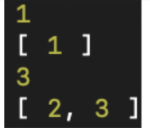 1
[ 1 ]
3
[ 2, 3 ]